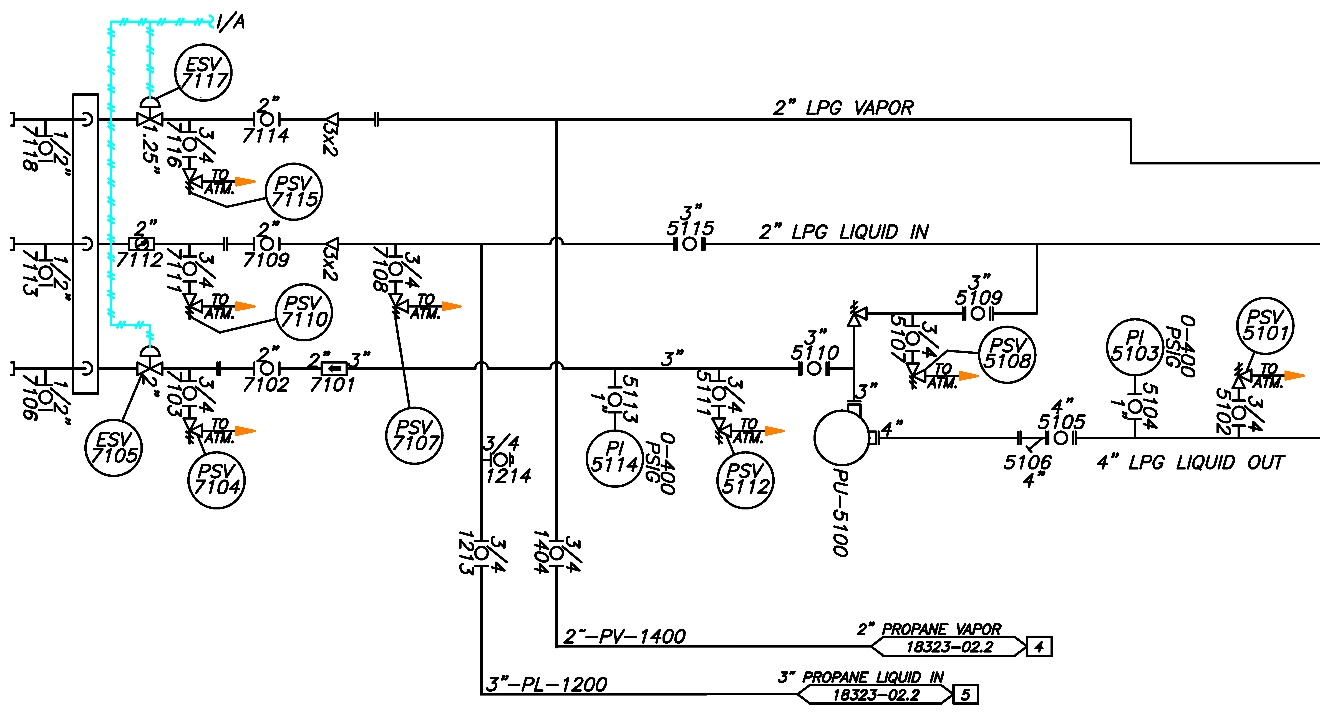 I/A
ESV
7117
2"
7114
3x2
2" LPG VAPOR
1/2"
7118
1.25"
3/4
7116
TO
ATM.
PSV
7115
2"
7112
2"
7109
3x2
3"
5115
2" LPG LIQUID IN
1/2"
7113
3/4
7111
TO
ATM.
PSV
7110
3/4
7108
TO
ATM.
3"
5109
3/4
5107
TO
ATM.
PSV
5108
0-400
PSIG
PI
5103
PSV
5101
1/2"
7106
2"
3/4
7103
TO
ATM.
2"
7102
2"
3"
7101
3"
3"
5110
5113
1"
3/4
5111
TO
ATM.
3"
4"
5104
1"
3/4
5102
TO
ATM.
ESV
7105
PSV
7104
PSV
7107
3/4
1214
PI
5114
0-400
PSIG
PSV
5112
PU-5100
4"
5105
5106
4"
4" LPG LIQUID OUT
3/4
1213
3/4
1404
2"-PV-1400
2" PROPANE VAPOR
18323-02.2
4
3"-PL-1200
3" PROPANE LIQUID IN
18323-02.2
5